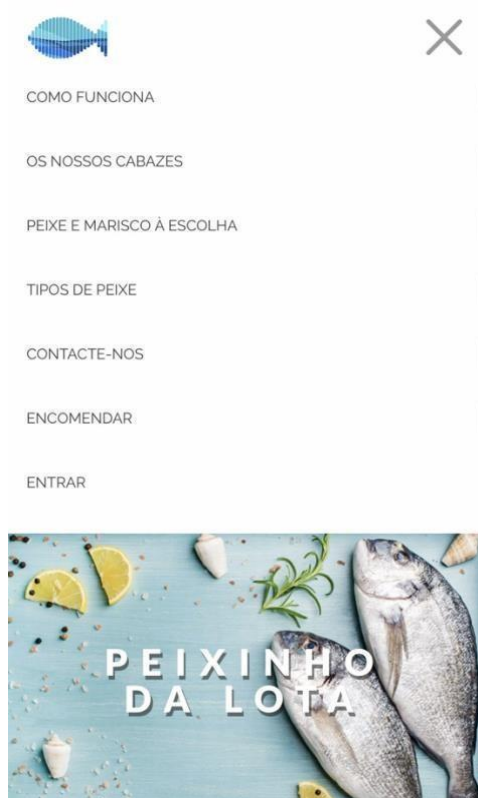 COMO FUNCIONA
OS NOSSOS CABAZES
PEIXE E MARISCO À ESCOLHA
TIPOS DE PEIXE
CONTACTE-NOS
ENCOMENDAR
ENTRAR
PEIXINHO
DA LOTA